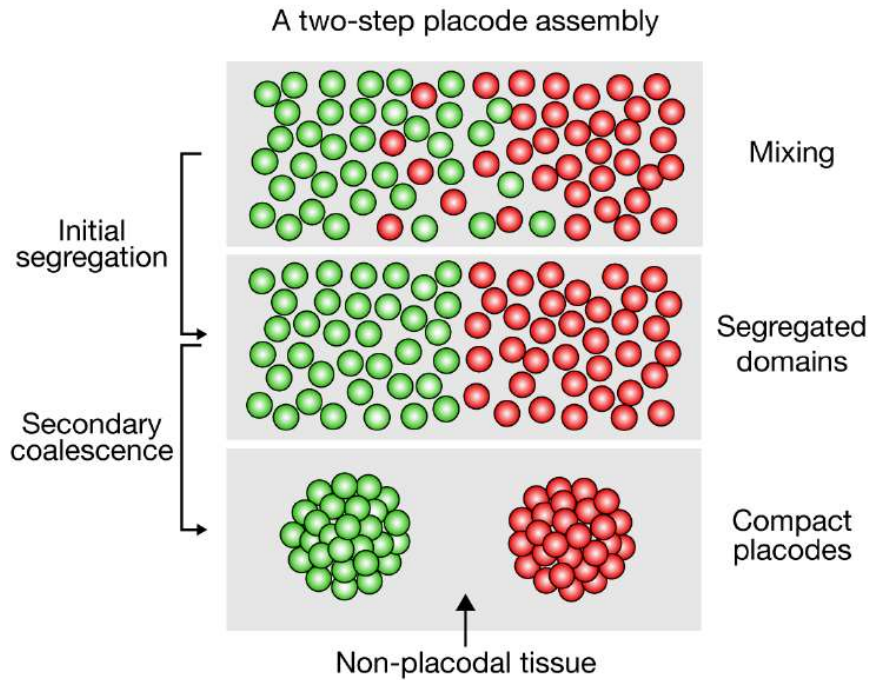 A two-step placode assembly
Mixing
Initial
segregation
Segregated
domains
Secondary
coalescence
Compact
placodes
Non-placodal tissue